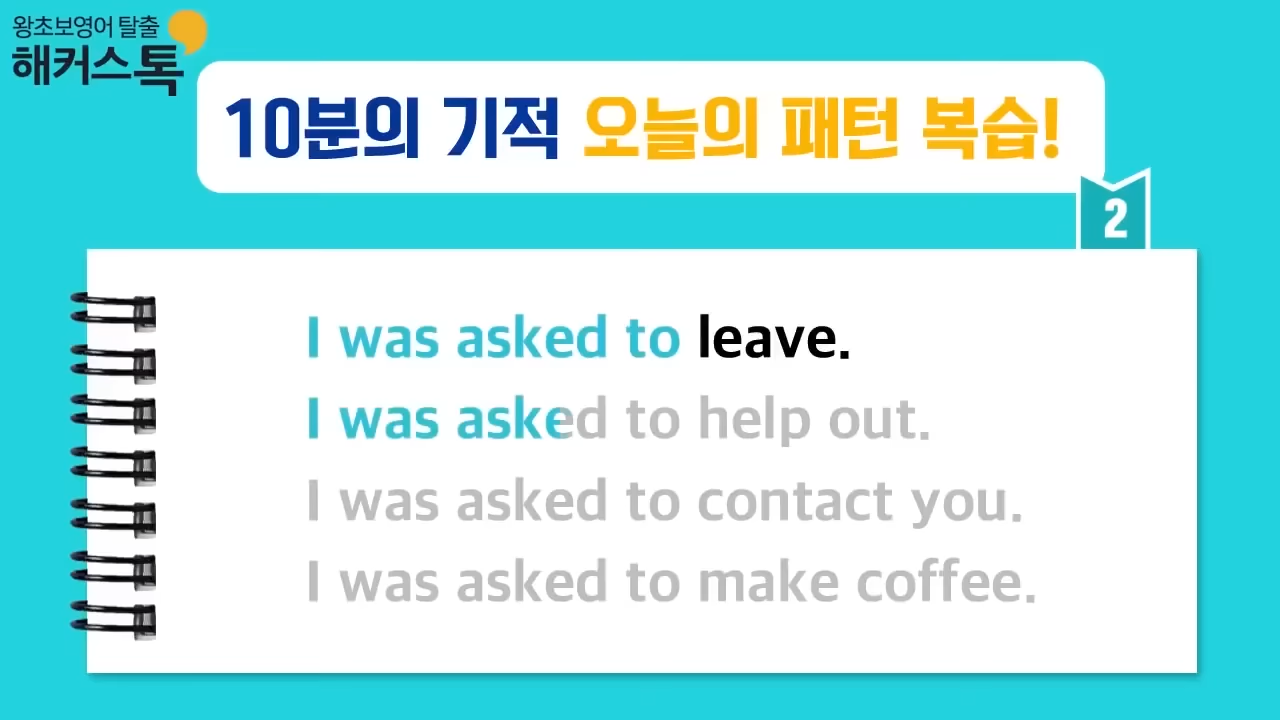 왕초보영어 탈출
해커스톡
10분의 기적 오늘의 패턴 복습!
2
I was asked to leave.
I was asked to help out.
I was asked to contact you.
I was asked to make coffee.